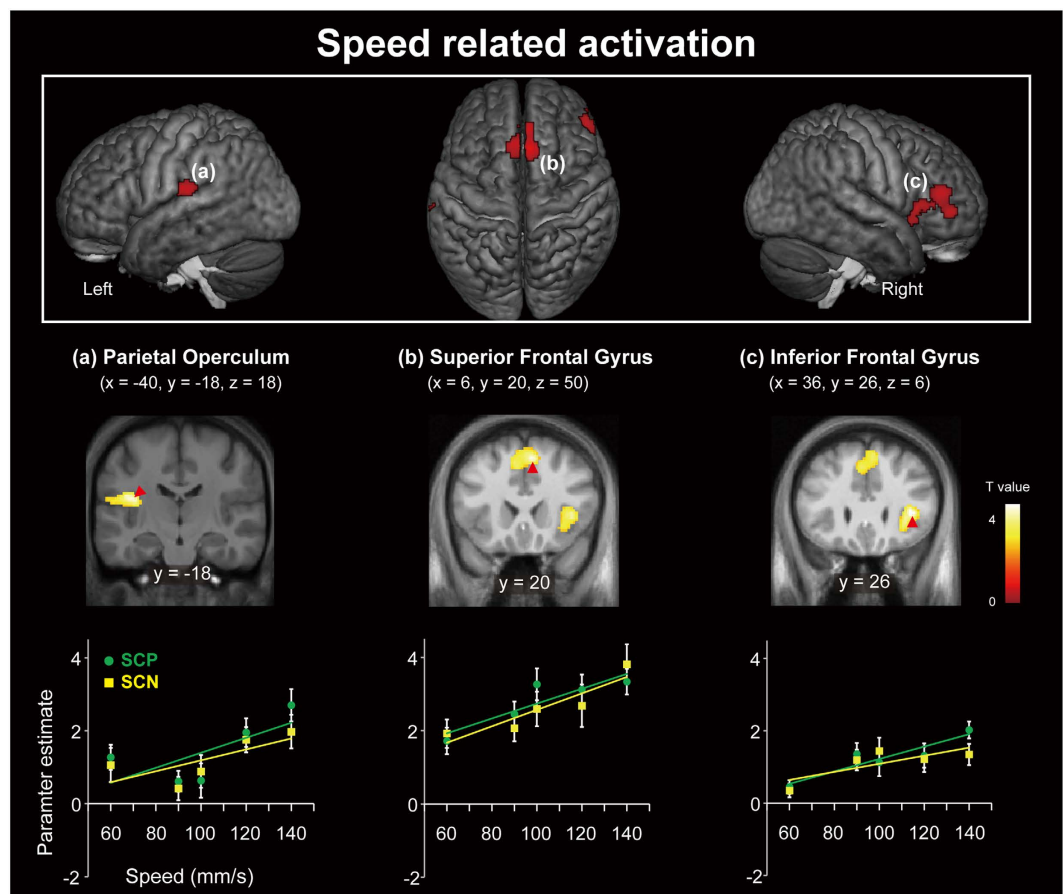 Speed related activation
(a)
(b)
(c)
Left
Right
(a) Parietal Operculum
(x = -40, y = -18, z = 18)
(b) Superior Frontal Gyrus
(x = 6, y = 20, z = 50)
(c) Inferior Frontal Gyrus
(x = 36, y = 26, z = 6)
y = -18
y = 20
y = 26
T value
4
0
Paramter estimate
4
2
0
-2
SCP
SCN
60 80 100 120 140
Speed (mm/s)
4
2
0
-2
60 80 100 120 140
4
2
0
-2
60 80 100 120 140